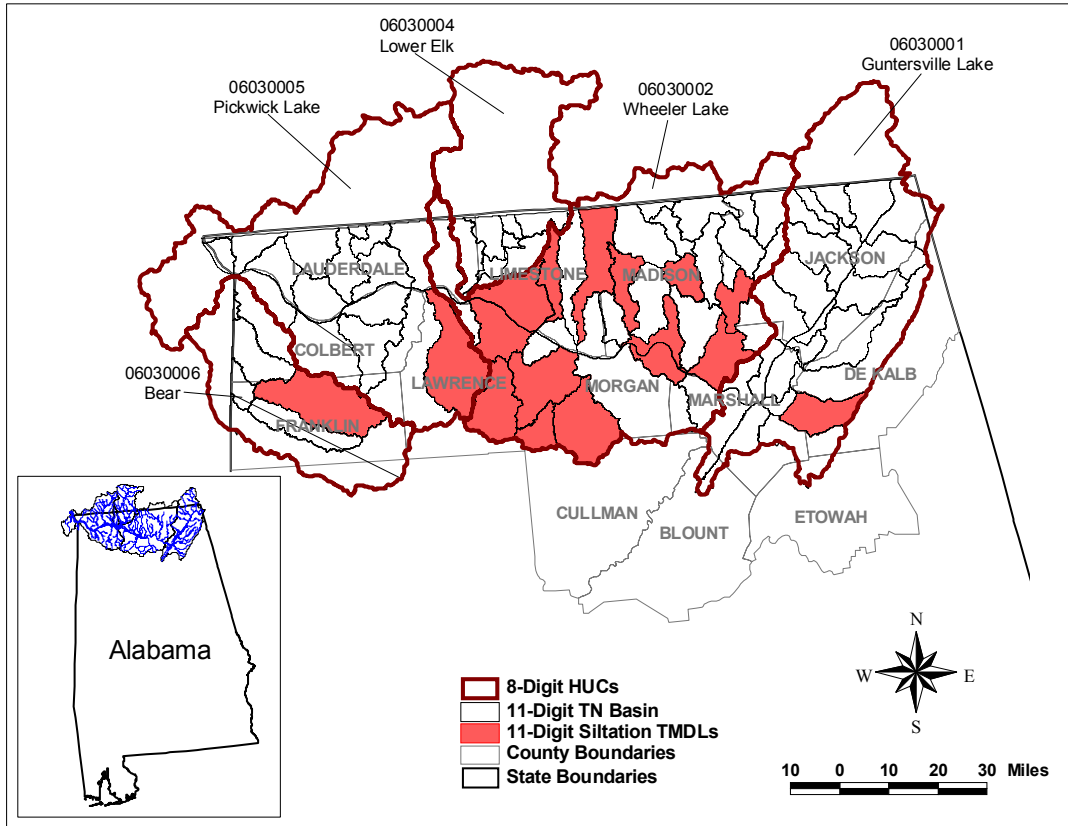 06030004
Lower Elk
06030001
Guntersville Lake
06030005
Pickwick Lake
06030002
Wheeler Lake
LAUDERDALE
LIMESTONE
MADISON
JACKSON
COLBERT
06030006
Bear
LAWRENCE
MORGAN
MARSHALL
DE KALB
FRANKLIN
CULLMAN
BLOUNT
ETOWAH
Alabama
N
W
E
S
8-Digit HUCs
11-Digit TN Basin
11-Digit Siltation TMDLs
County Boundaries
State Boundaries
10 0 10 20 30 Miles